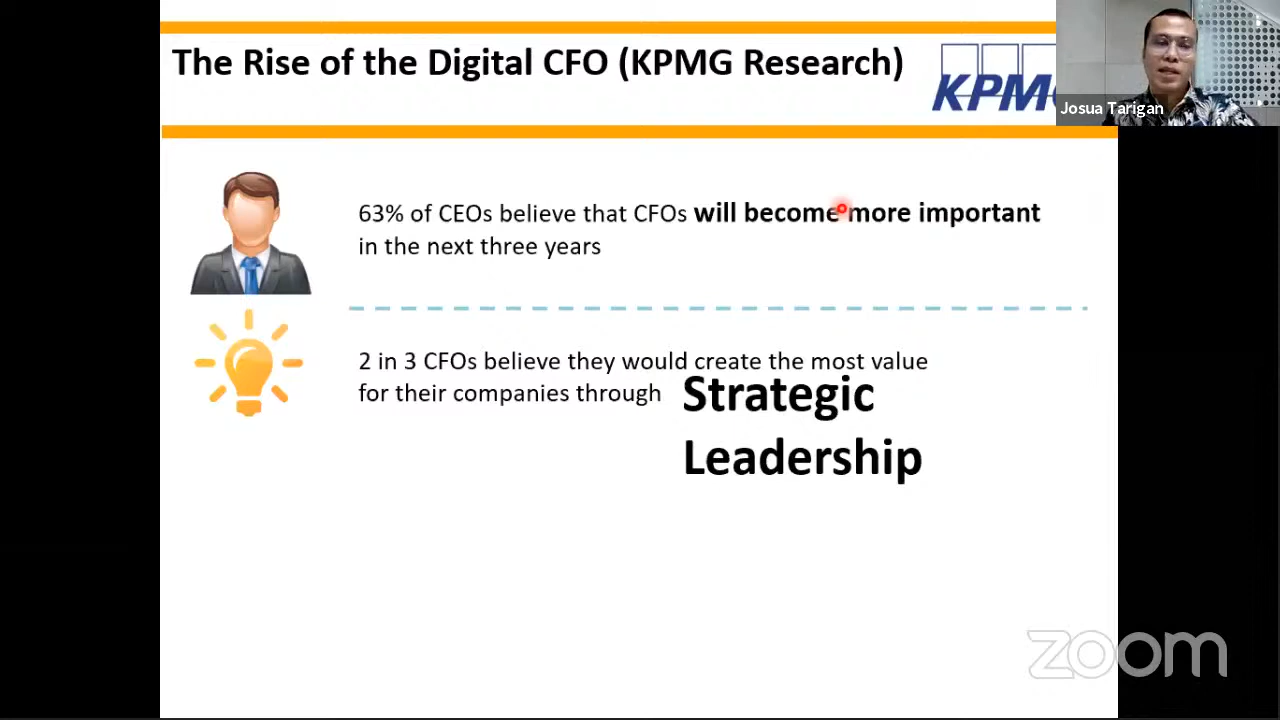 The Rise of the Digital CFO (KPMG Research)
KPMG
Josua Tarigan
63% of CEOs believe that CFOs will become more important
in the next three years
2 in 3 CFOs believe they would create the most value
for their companies through Strategic
Leadership
zoom